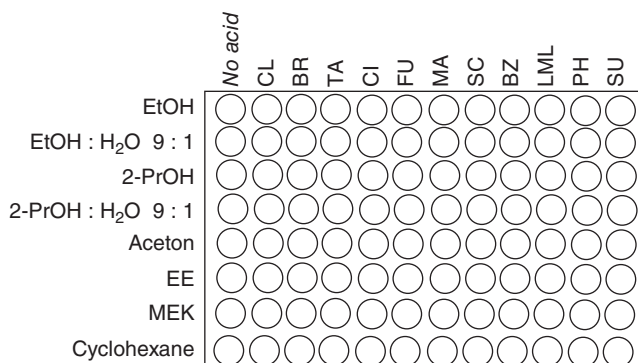 No acid CL BR TA CI FU MA SC BZ LML PH SU
EtOH
EtOH : H₂O 9 : 1
2-PrOH
2-PrOH : H₂O 9 : 1
Aceton
EE
MEK
Cyclohexane